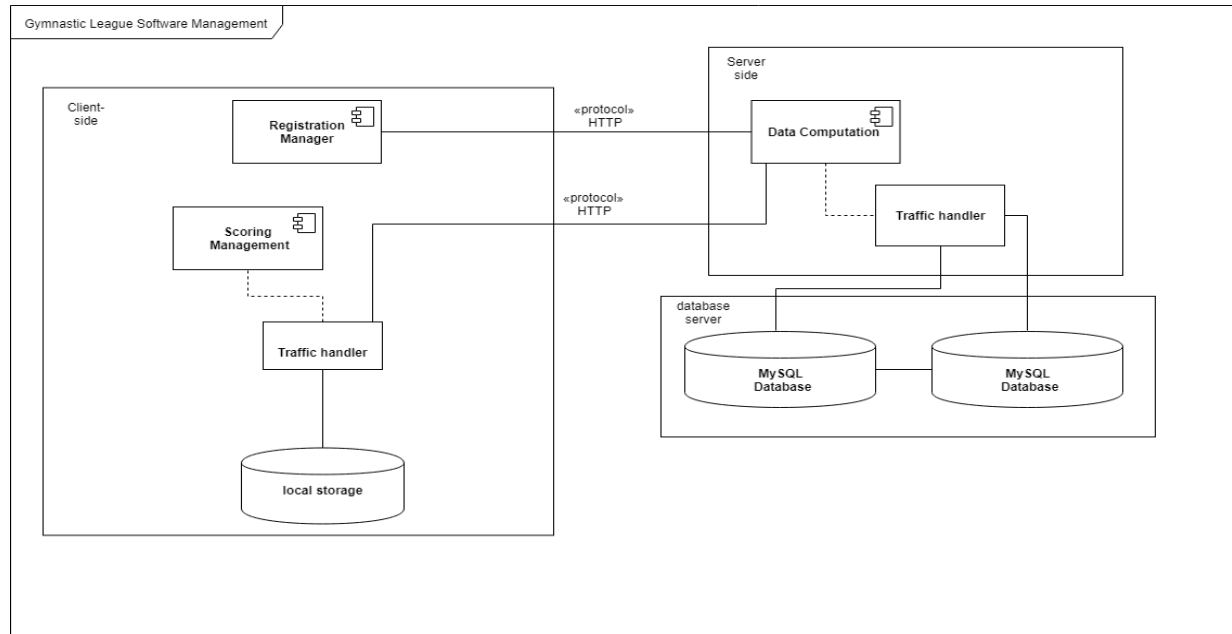 Gymnastic League Software Management
Client-
side
Registration
Manager
«protocol»
HTTP
Server
side
Data Computation
Scoring
Management
«protocol»
HTTP
Traffic handler
Traffic handler
database
server
MySQL
Database
MySQL
Database
local storage